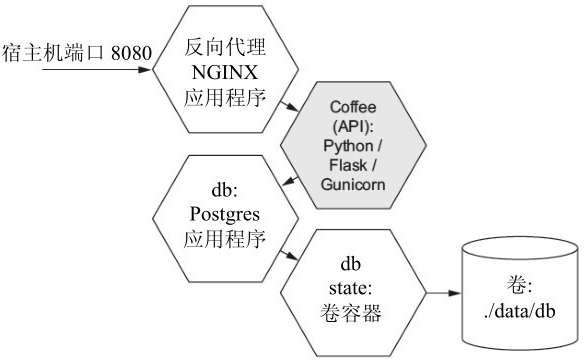 宿主机端口 8080
反向代理
NGINX
应用程序
Coffee
(API):
Python /
Flask /
Gunicorn
db:
Postgres
应用程序
db
state:
卷容器
卷:
./data/db